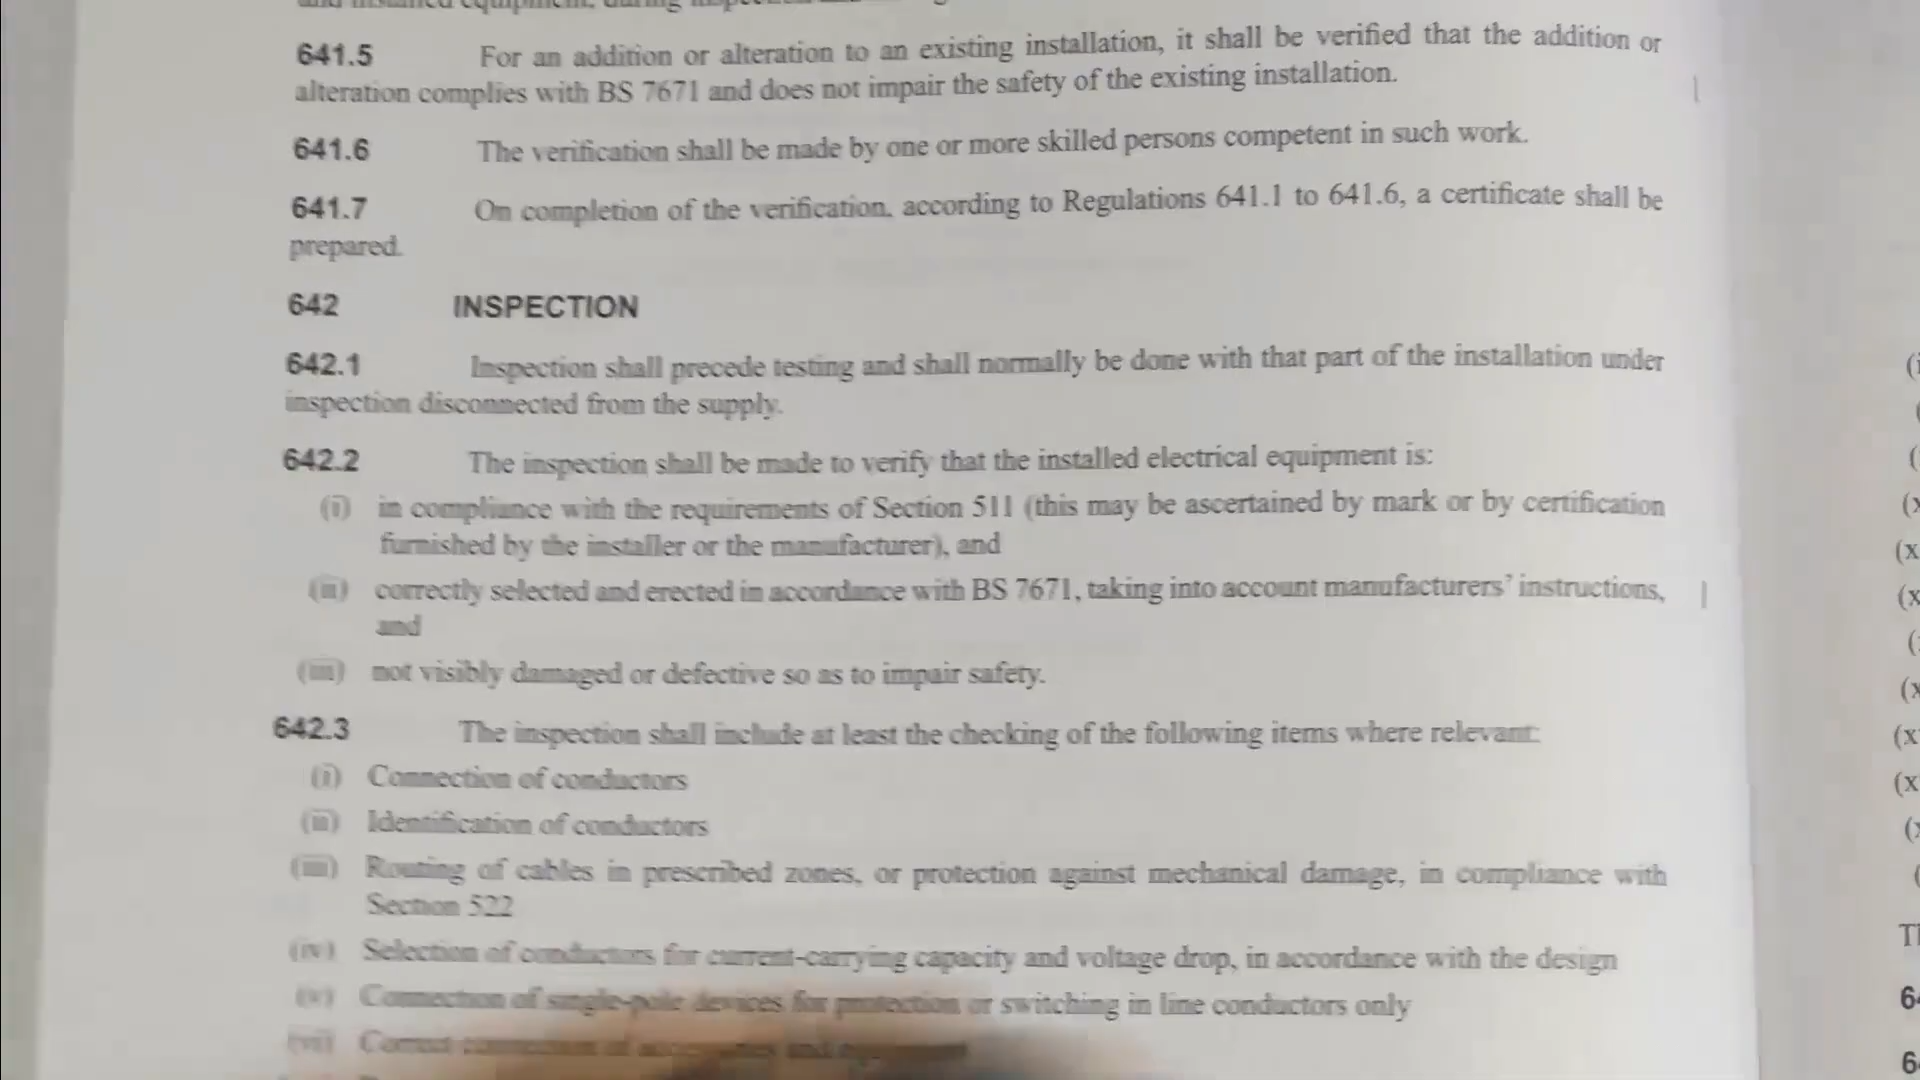 641.5 For an addition or alteration to an existing installation, it shall be verified that the addition or
alteration complies with BS 7671 and does not impair the safety of the existing installation.
641.6 The verification shall be made by one or more skilled persons competent in such work.
641.7 On completion of the verification, according to Regulations 641.1 to 641.6, a certificate shall be
prepared.
642 INSPECTION
642.1 Inspection shall precede testing and shall normally be done with that part of the installation under
inspection disconnected from the supply.
642.2 The inspection shall be made to verify that the installed electrical equipment is:
(i) in compliance with the requirements of Section 511 (this may be ascertained by mark or by certification
furnished by the installer or the manufacturer), and
(ii) correctly selected and erected in accordance with BS 7671, taking into account manufacturers' instructions,
and
(iii) not visibly damaged or defective so as to impair safety.
642.3 The inspection shall include at least the checking of the following items where relevant:
(i) Connection of conductors
(ii) Identification of conductors
(iii) Routing of cables in prescribed zones, or protection against mechanical damage, in compliance with
Section 522
(iv) Selection of conductors for current-carrying capacity and voltage drop, in accordance with the design
(v) Connection of single-pole devices for protection or switching in line conductors only
(vi) Correct connection of accessories and equipment